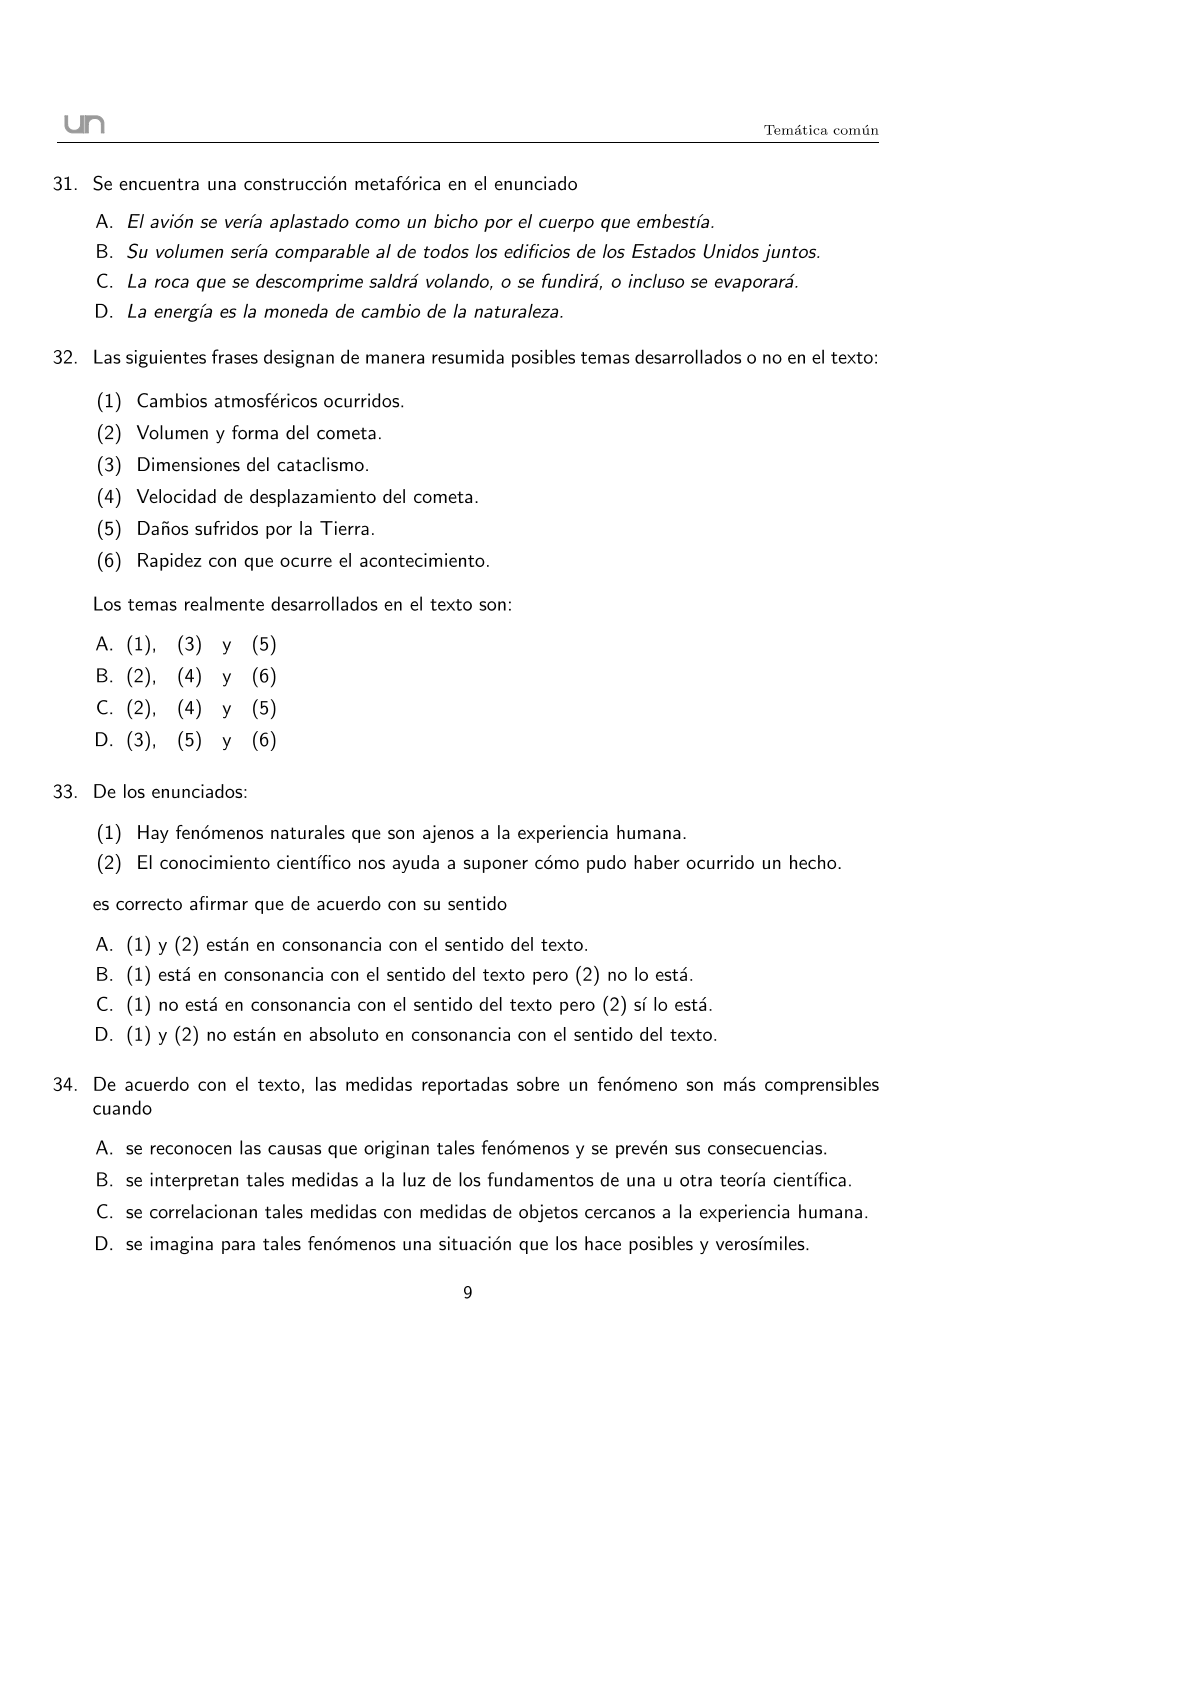 un
Temática común
31. Se encuentra una construcción metafórica en el enunciado
A. El avión se vería aplastado como un bicho por el cuerpo que embestía.
B. Su volumen sería comparable al de todos los edificios de los Estados Unidos juntos.
C. La roca que se descomprime saldrá volando, o se fundirá, o incluso se evaporará.
D. La energía es la moneda de cambio de la naturaleza.
32. Las siguientes frases designan de manera resumida posibles temas desarrollados o no en el texto:
(1) Cambios atmosféricos ocurridos.
(2) Volumen y forma del cometa.
(3) Dimensiones del cataclismo.
(4) Velocidad de desplazamiento del cometa.
(5) Daños sufridos por la Tierra.
(6) Rapidez con que ocurre el acontecimiento.
Los temas realmente desarrollados en el texto son:
A. (1), (3) y (5)
B. (2), (4) y (6)
C. (2), (4) y (5)
D. (3), (5) y (6)
33. De los enunciados:
(1) Hay fenómenos naturales que son ajenos a la experiencia humana.
(2) El conocimiento científico nos ayuda a suponer cómo pudo haber ocurrido un hecho.
es correcto afirmar que de acuerdo con su sentido
A. (1) y (2) están en consonancia con el sentido del texto.
B. (1) está en consonancia con el sentido del texto pero (2) no lo está.
C. (1) no está en consonancia con el sentido del texto pero (2) sí lo está.
D. (1) y (2) no están en absoluto en consonancia con el sentido del texto.
34. De acuerdo con el texto, las medidas reportadas sobre un fenómeno son más comprensibles
cuando
A. se reconocen las causas que originan tales fenómenos y se prevén sus consecuencias.
B. se interpretan tales medidas a la luz de los fundamentos de una u otra teoría científica.
C. se correlacionan tales medidas con medidas de objetos cercanos a la experiencia humana.
D. se imagina para tales fenómenos una situación que los hace posibles y verosímiles.
9